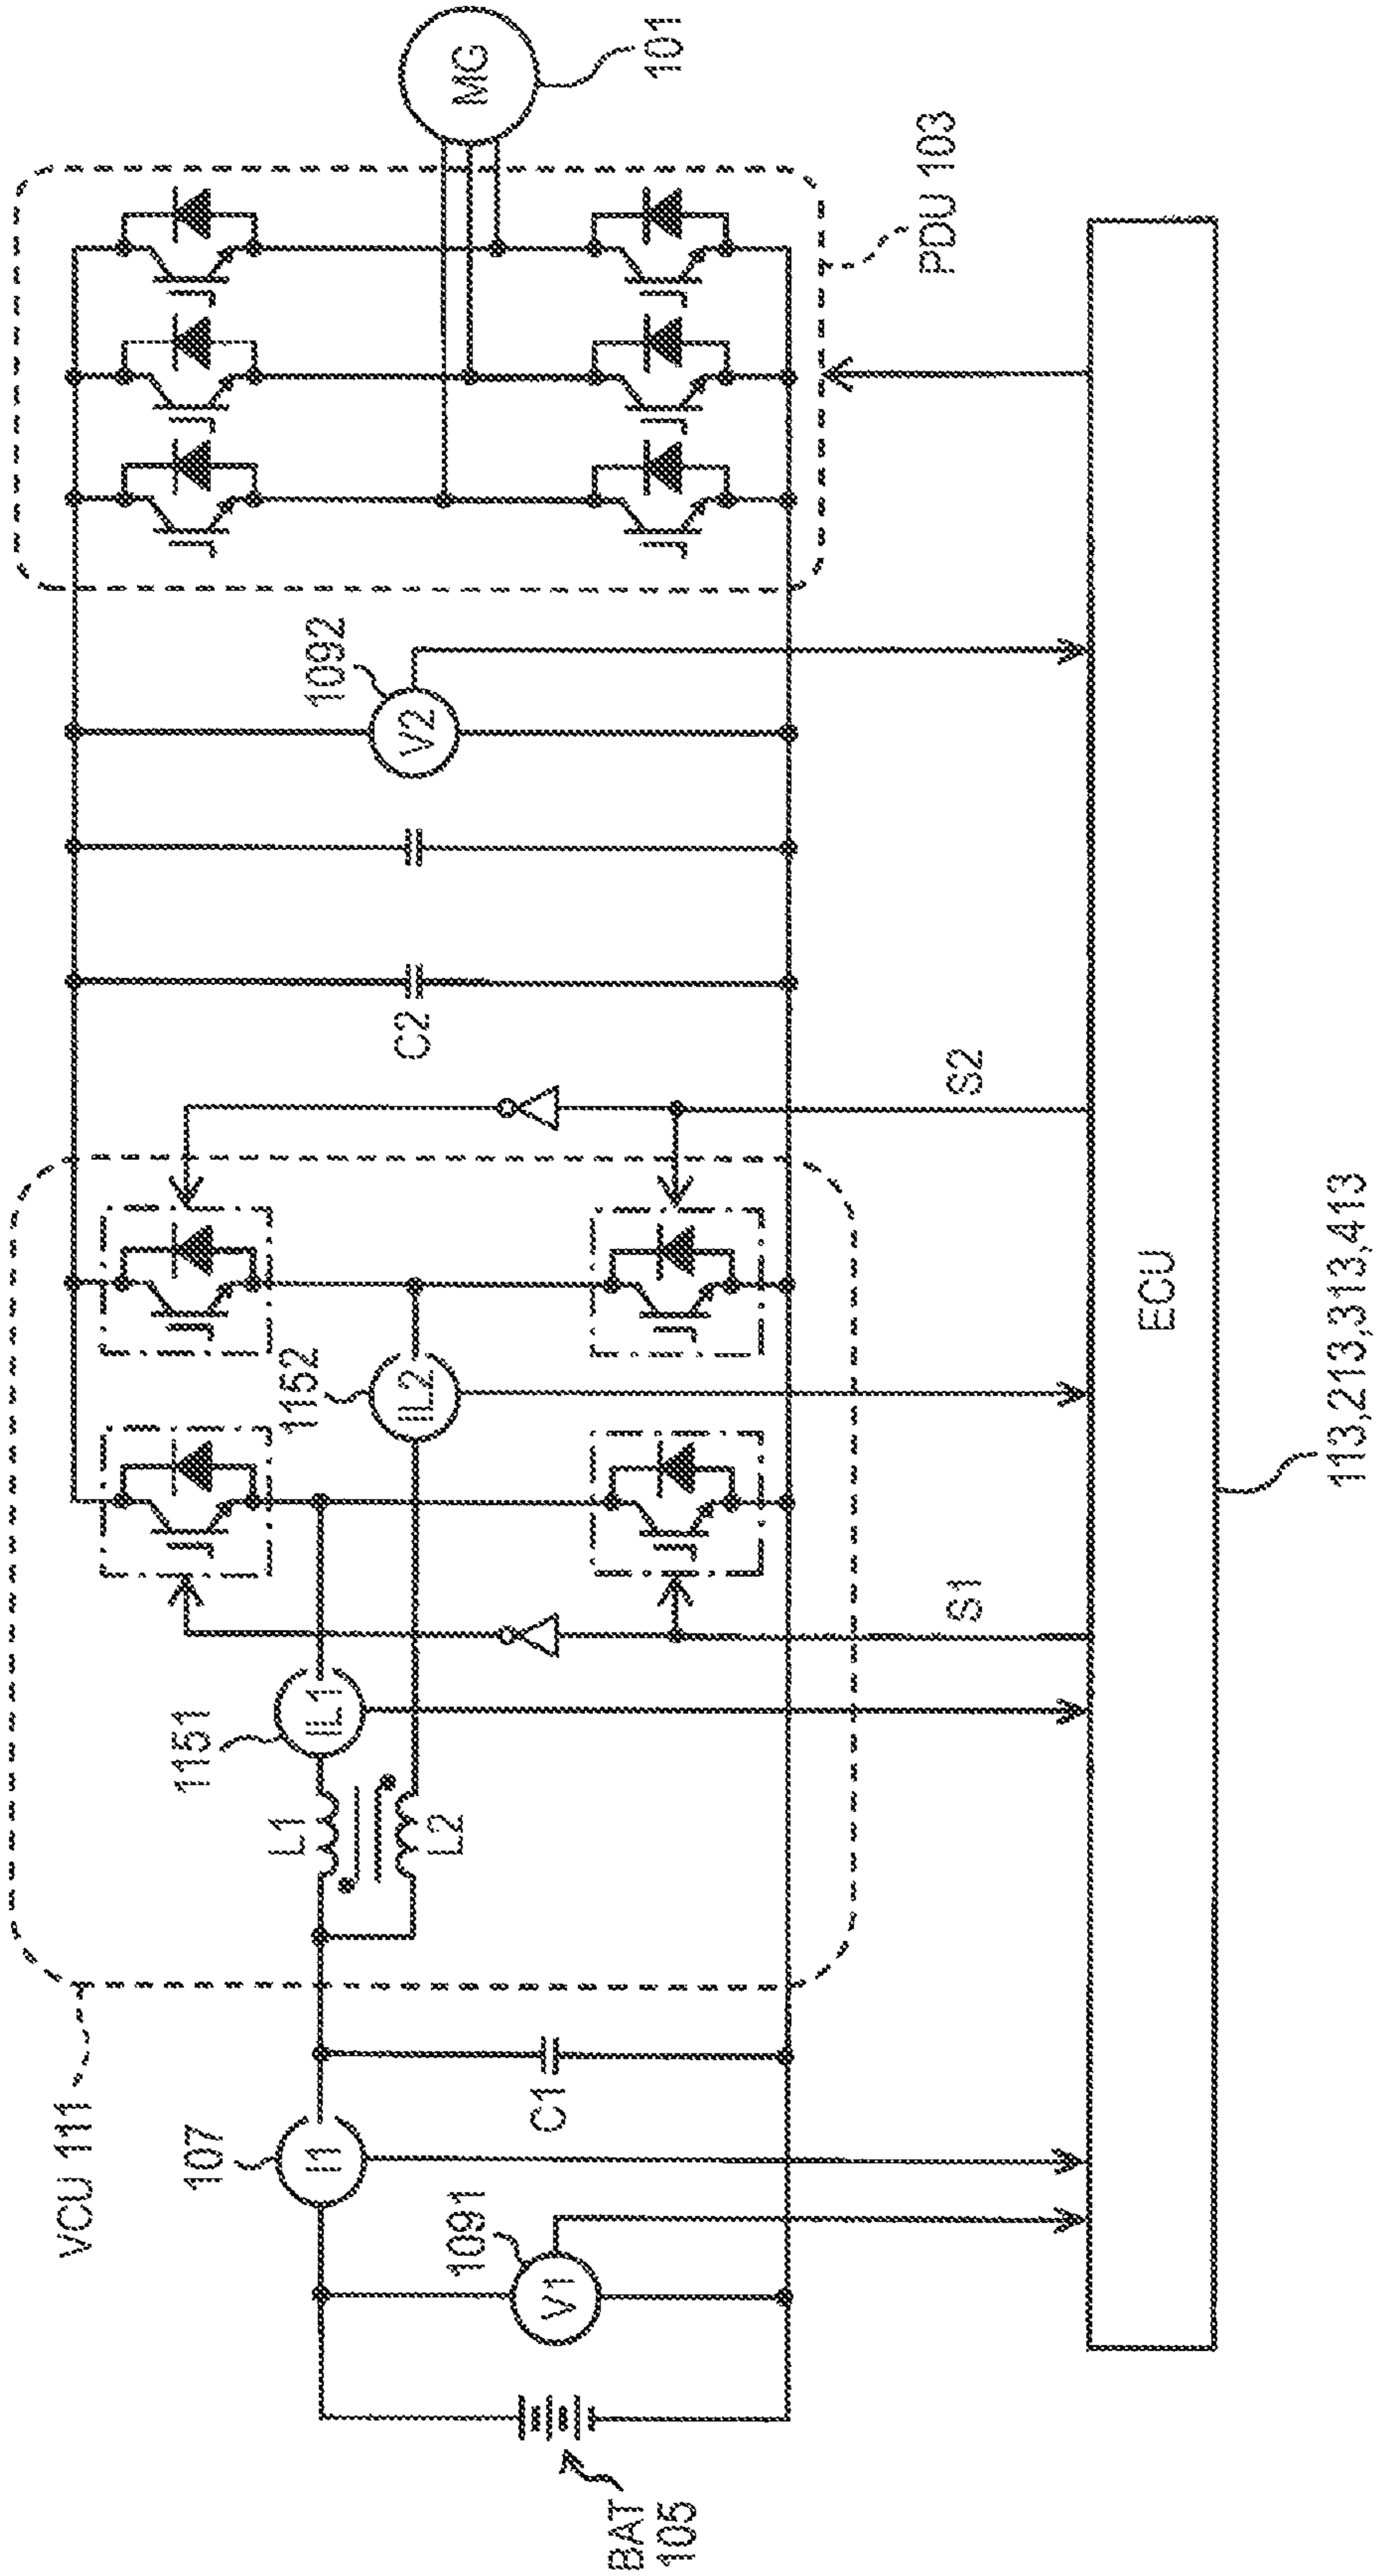 VCU 111
PDU 103
MG
101
1092
V2
C2
1152
IL2
1151
IL1
L1
L2
107
I1
C1
1091
V1
BAT
105
S1
S2
ECU
113,213,313,413